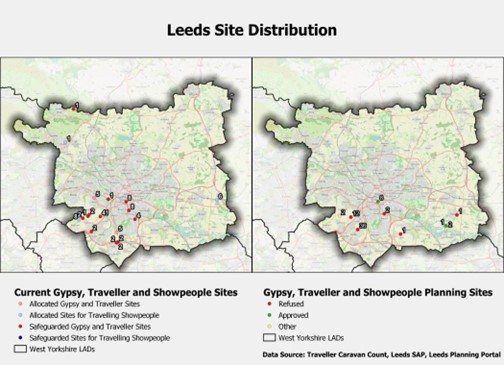 Leeds Site Distribution
Current Gypsy, Traveller and Showpeople Sites
Allocated Gypsy and Traveller Sites
Allocated Sites for Travelling Showpeople
Safeguarded Gypsy and Traveller Sites
Safeguarded Sites for Travelling Showpeople
West Yorkshire LADs
Gypsy, Traveller and Showpeople Planning Sites
Refused
Approved
Other
West Yorkshire LADs
Data Source: Traveller Caravan Count, Leeds SAP, Leeds Planning Portal